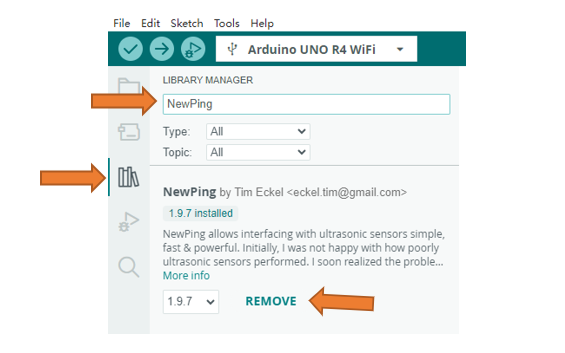 File Edit Sketch Tools Help
Arduino UNO R4 WiFi
LIBRARY MANAGER
NewPing
Type: All
Topic: All
NewPing by Tim Eckel <eckel.tim@gmail.com>
1.9.7 installed
NewPing allows interfacing with ultrasonic sensors simple,
fast & powerful. Initially, I was not happy with how poorly
ultrasonic sensors performed. I soon realized the proble...
More info
1.9.7 REMOVE